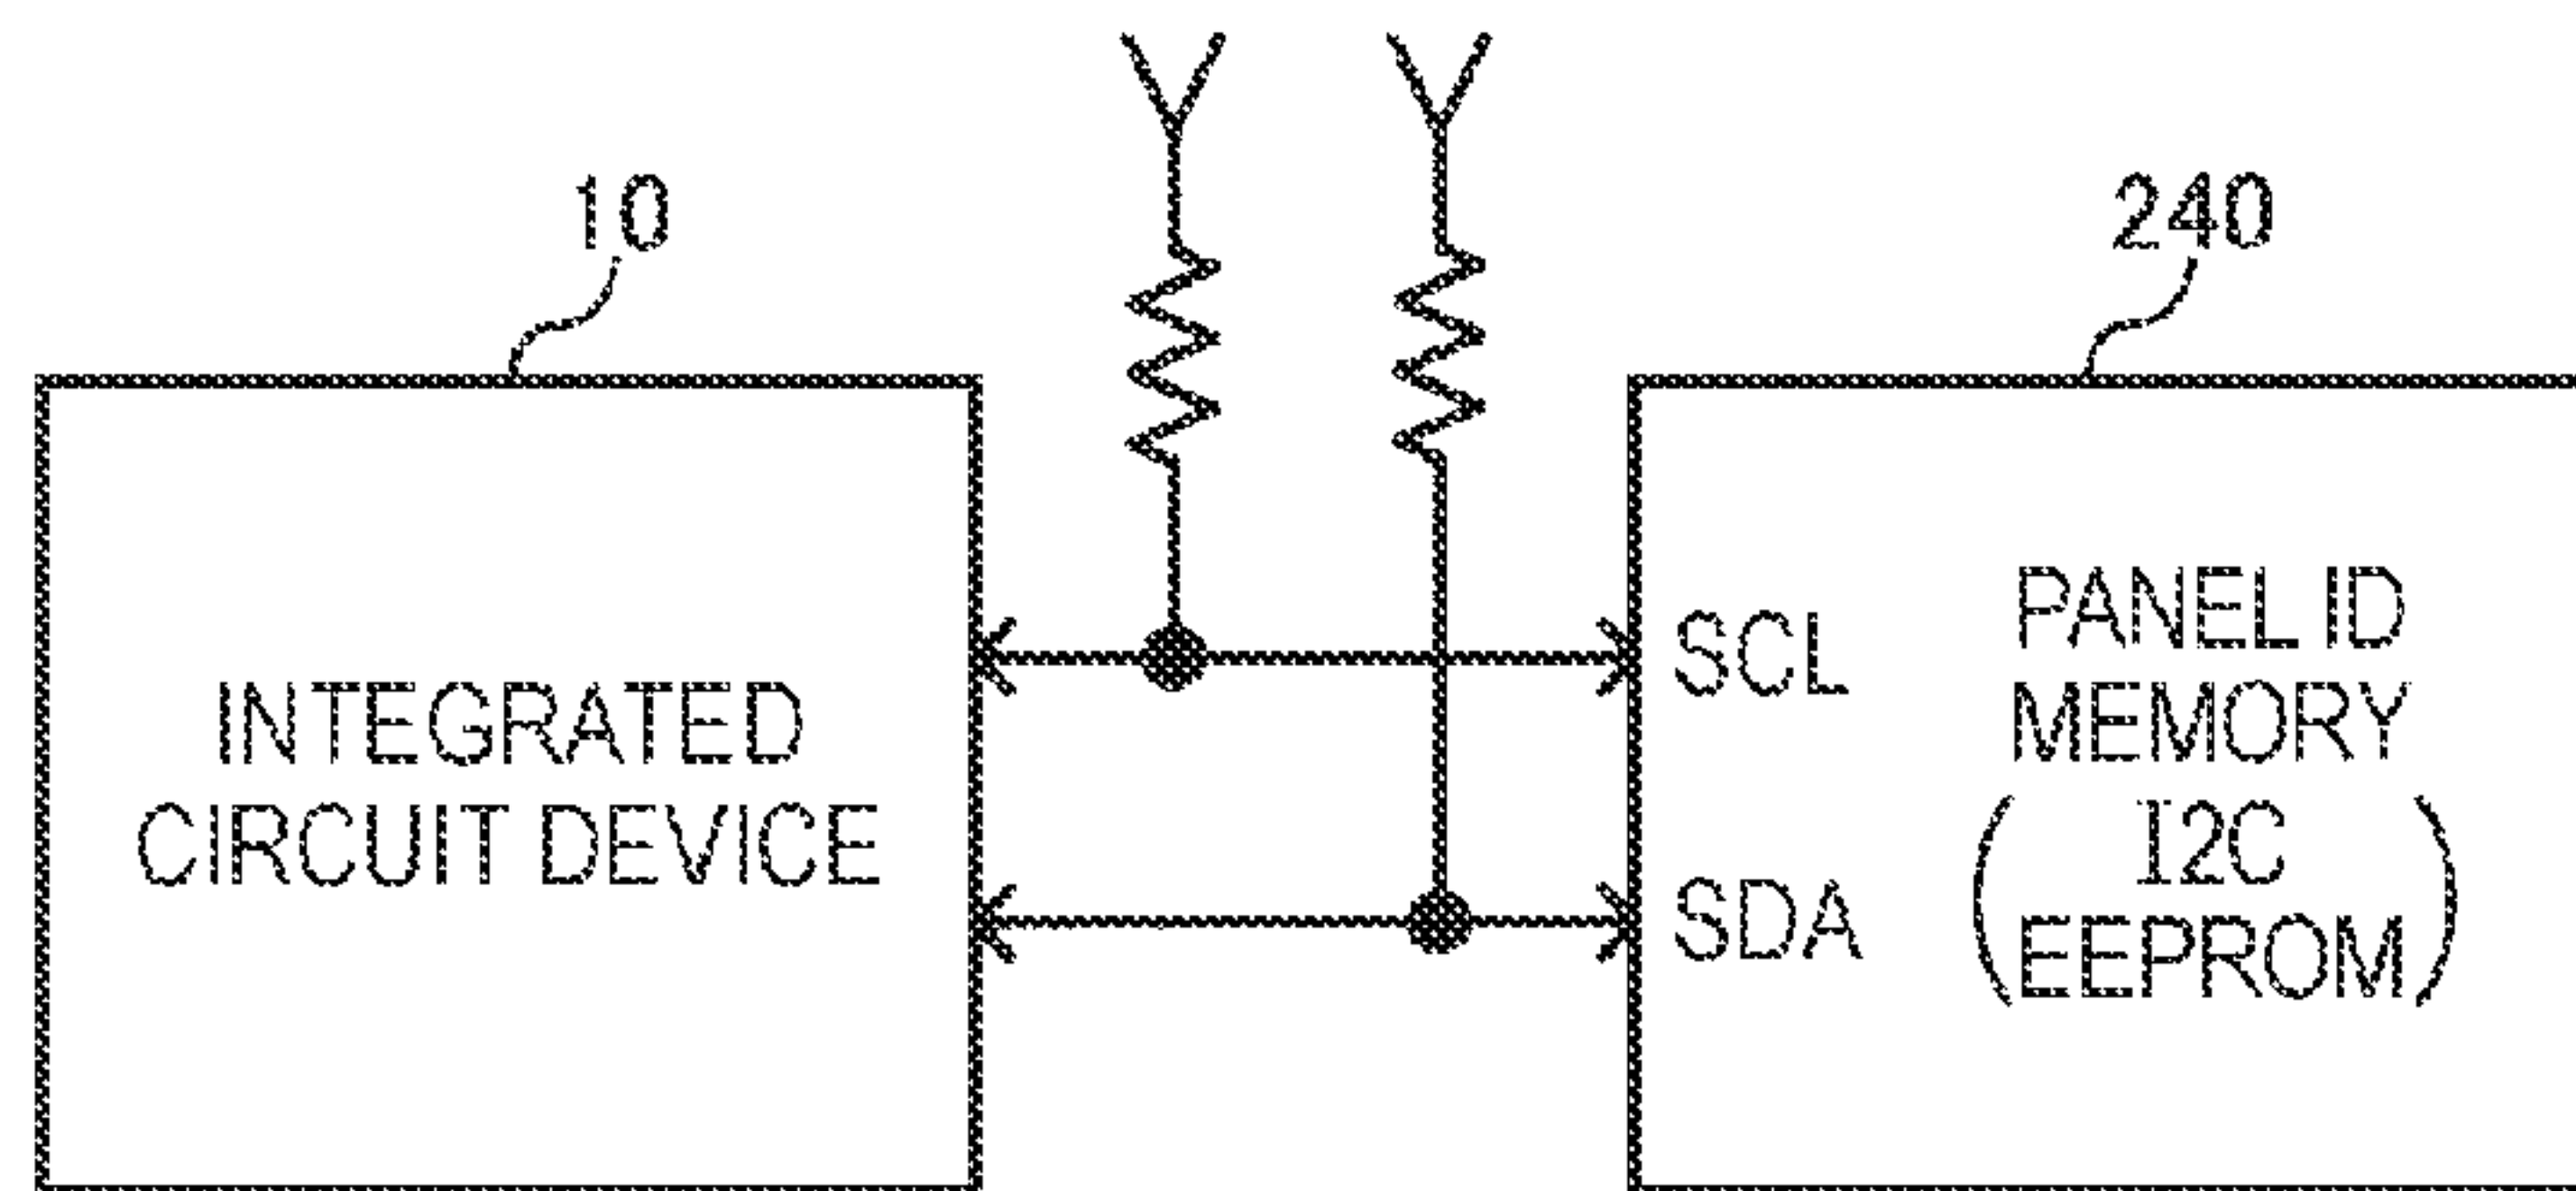 10
240
INTEGRATED
CIRCUIT DEVICE
SCL
SDA
PANEL ID
MEMORY
( I2C
EEPROM )